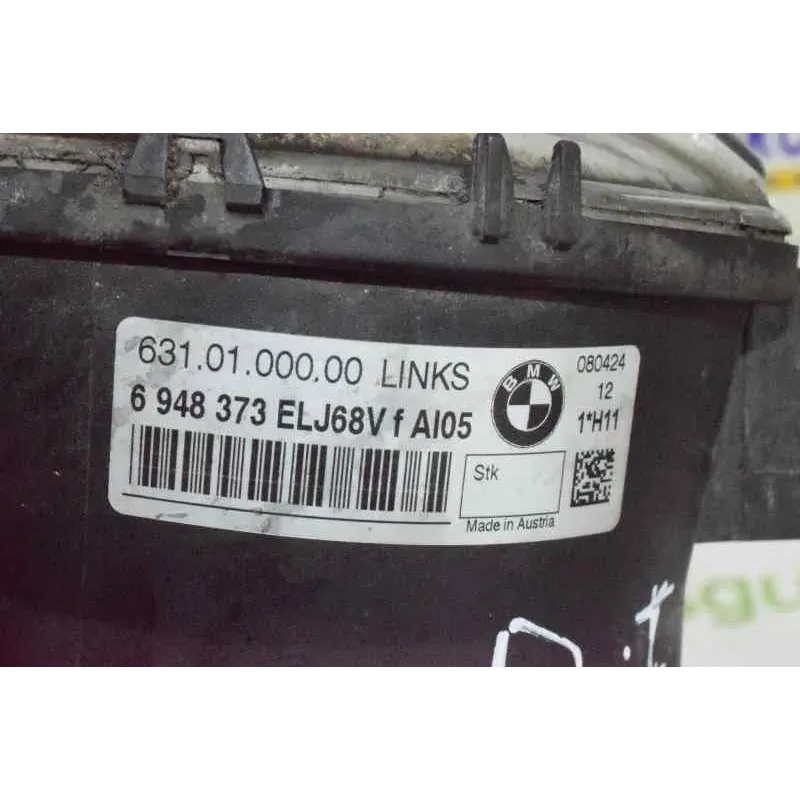 631.01.000.00 LINKS
6 948 373 ELJ68V f AI05
BMW
080424
12
1*H11
Stk
Made in Austria